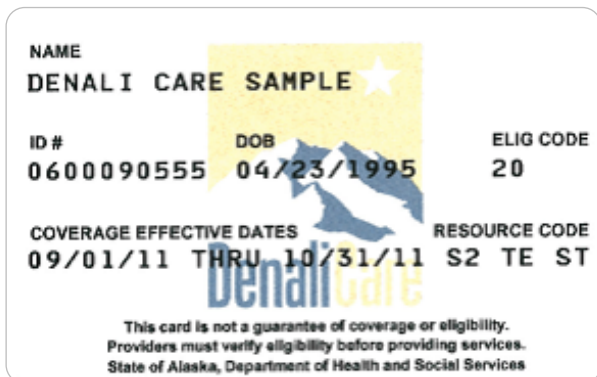 NAME
DENALI CARE SAMPLE
ID # DOB ELIG CODE
0600090555 04/23/1995 20
COVERAGE EFFECTIVE DATES RESOURCE CODE
09/01/11 THRU 10/31/11 S2 TE ST
DenaliCare
This card is not a guarantee of coverage or eligibility.
Providers must verify eligibility before providing services.
State of Alaska, Department of Health and Social Services